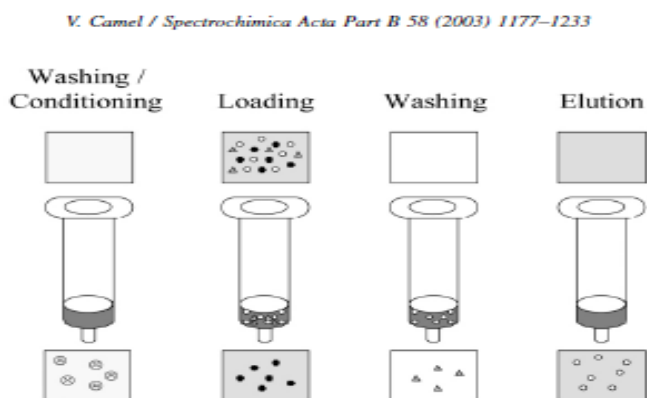 V. Camel / Spectrochimica Acta Part B 58 (2003) 1177–1233
Washing /
Conditioning
Loading
Washing
Elution